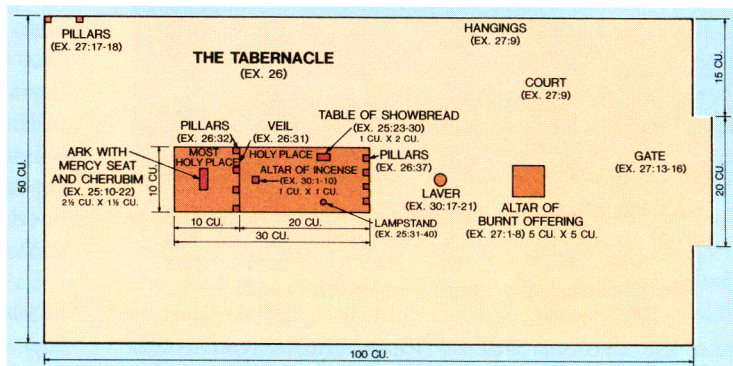 PILLARS
(EX. 27:17-18)
HANGINGS
(EX. 27:9)
THE TABERNACLE
(EX. 26)
COURT
(EX. 27:9)
15 CU.
50 CU.
PILLARS
(EX. 26:32)
VEIL
(EX. 26:31)
TABLE OF SHOWBREAD
(EX. 25:23-30)
1 CU. X 2 CU.
ARK WITH
MERCY SEAT
AND CHERUBIM
(EX. 25:10-22)
2½ CU. X 1½ CU.
10 CU.
MOST
HOLY PLACE
HOLY PLACE
ALTAR OF INCENSE
(EX. 30:1-10)
1 CU. X 1 CU.
PILLARS
(EX. 26:37)
LAVER
(EX. 30:17-21)
ALTAR OF
BURNT OFFERING
(EX. 27:1-8) 5 CU. X 5 CU.
GATE
(EX. 27:13-16)
20 CU.
LAMPSTAND
(EX. 25:31-40)
10 CU.
20 CU.
30 CU.
100 CU.